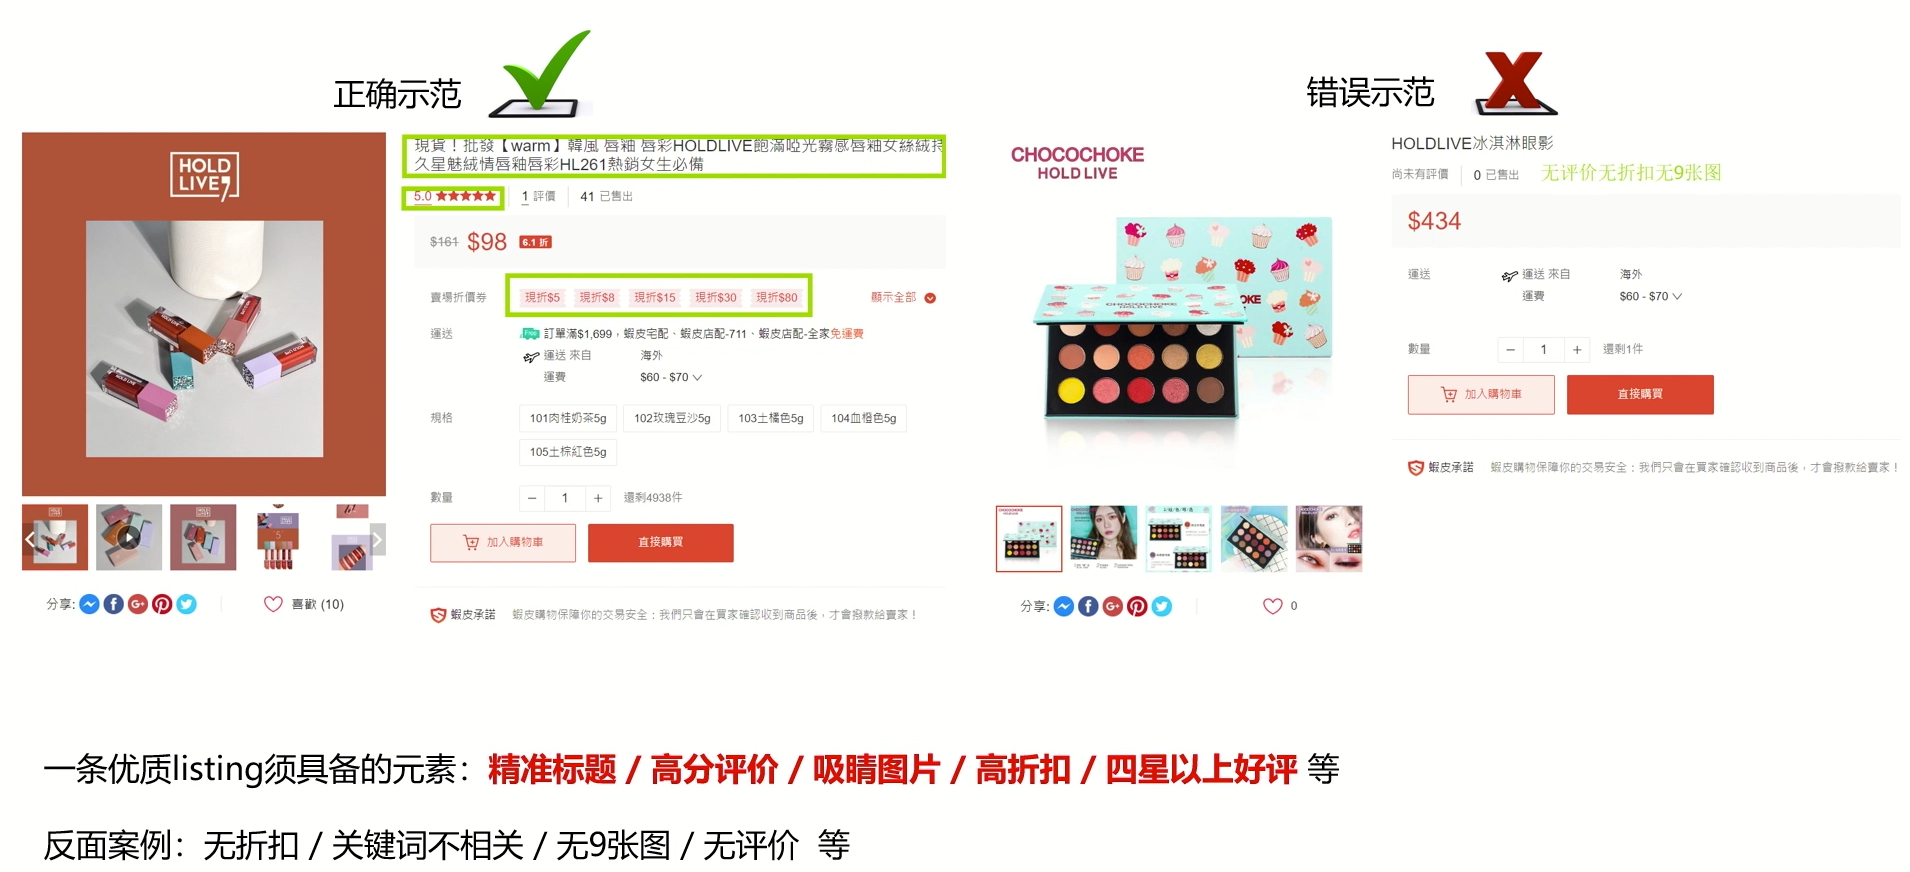 正确示范
错误示范
HOLD
LIVE
現貨！批發【warm】韓風 唇釉 唇彩HOLDLIVE飽滿啞光霧感唇釉女絲絨持
久星魅絨情唇釉唇彩HL261熱銷女生必備
5.0
1 評價
41 已售出
$161 $98 6.1 折
賣場折價券
現折$5 現折$8 現折$15 現折$30 現折$80
顯示全部
運送
Free 訂單滿$1,699，蝦皮宅配、蝦皮店配-711、蝦皮店配-全家免運費
運送 來自 海外
運費 $60 - $70
規格
101肉桂奶茶5g 102玫瑰豆沙5g 103土橘色5g 104血橙色5g
105土棕紅色5g
數量 − 1 + 還剩4938件
加入購物車 直接購買
分享:
喜歡 (10)
蝦皮承諾 蝦皮購物保障你的交易安全：我們只會在買家確認收到商品後，才會撥款給賣家！
CHOCOCHOKE
HOLD LIVE
HOLDLIVE冰淇淋眼影
尚未有評價 0 已售出 无评价无折扣无9张图
$434
運送 運送 來自 海外
運費 $60 - $70
數量 − 1 + 還剩1件
加入購物車 直接購買
蝦皮承諾 蝦皮購物保障你的交易安全：我們只會在買家確認收到商品後，才會撥款給賣家！
分享:
0
一条优质listing须具备的元素：精准标题 / 高分评价 / 吸睛图片 / 高折扣 / 四星以上好评 等
反面案例：无折扣 / 关键词不相关 / 无9张图 / 无评价 等